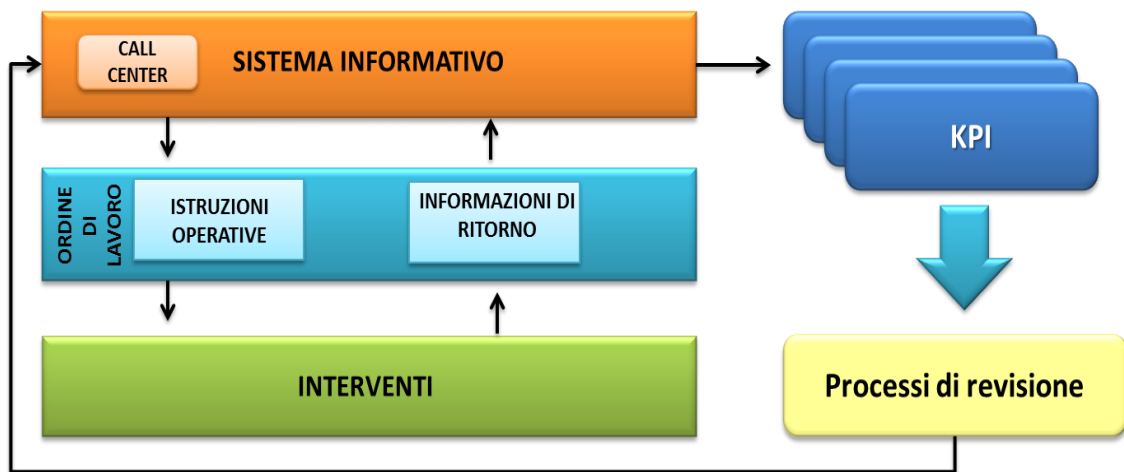 CALL
CENTER
SISTEMA INFORMATIVO
KPI
ORDINE
DI
LAVORO
ISTRUZIONI
OPERATIVE
INFORMAZIONI DI
RITORNO
INTERVENTI
Processi di revisione